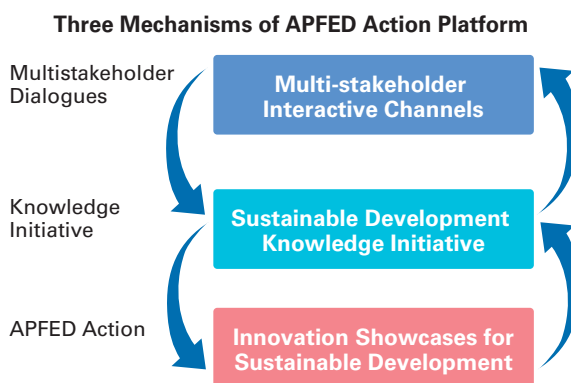 Three Mechanisms of APFED Action Platform
Multistakeholder
Dialogues
Multi-stakeholder
Interactive Channels
Knowledge
Initiative
Sustainable Development
Knowledge Initiative
APFED Action
Innovation Showcases for
Sustainable Development